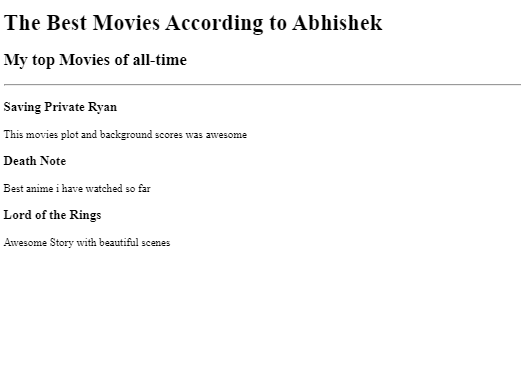 The Best Movies According to Abhishek
My top Movies of all-time
Saving Private Ryan
This movies plot and background scores was awesome
Death Note
Best anime i have watched so far
Lord of the Rings
Awesome Story with beautiful scenes